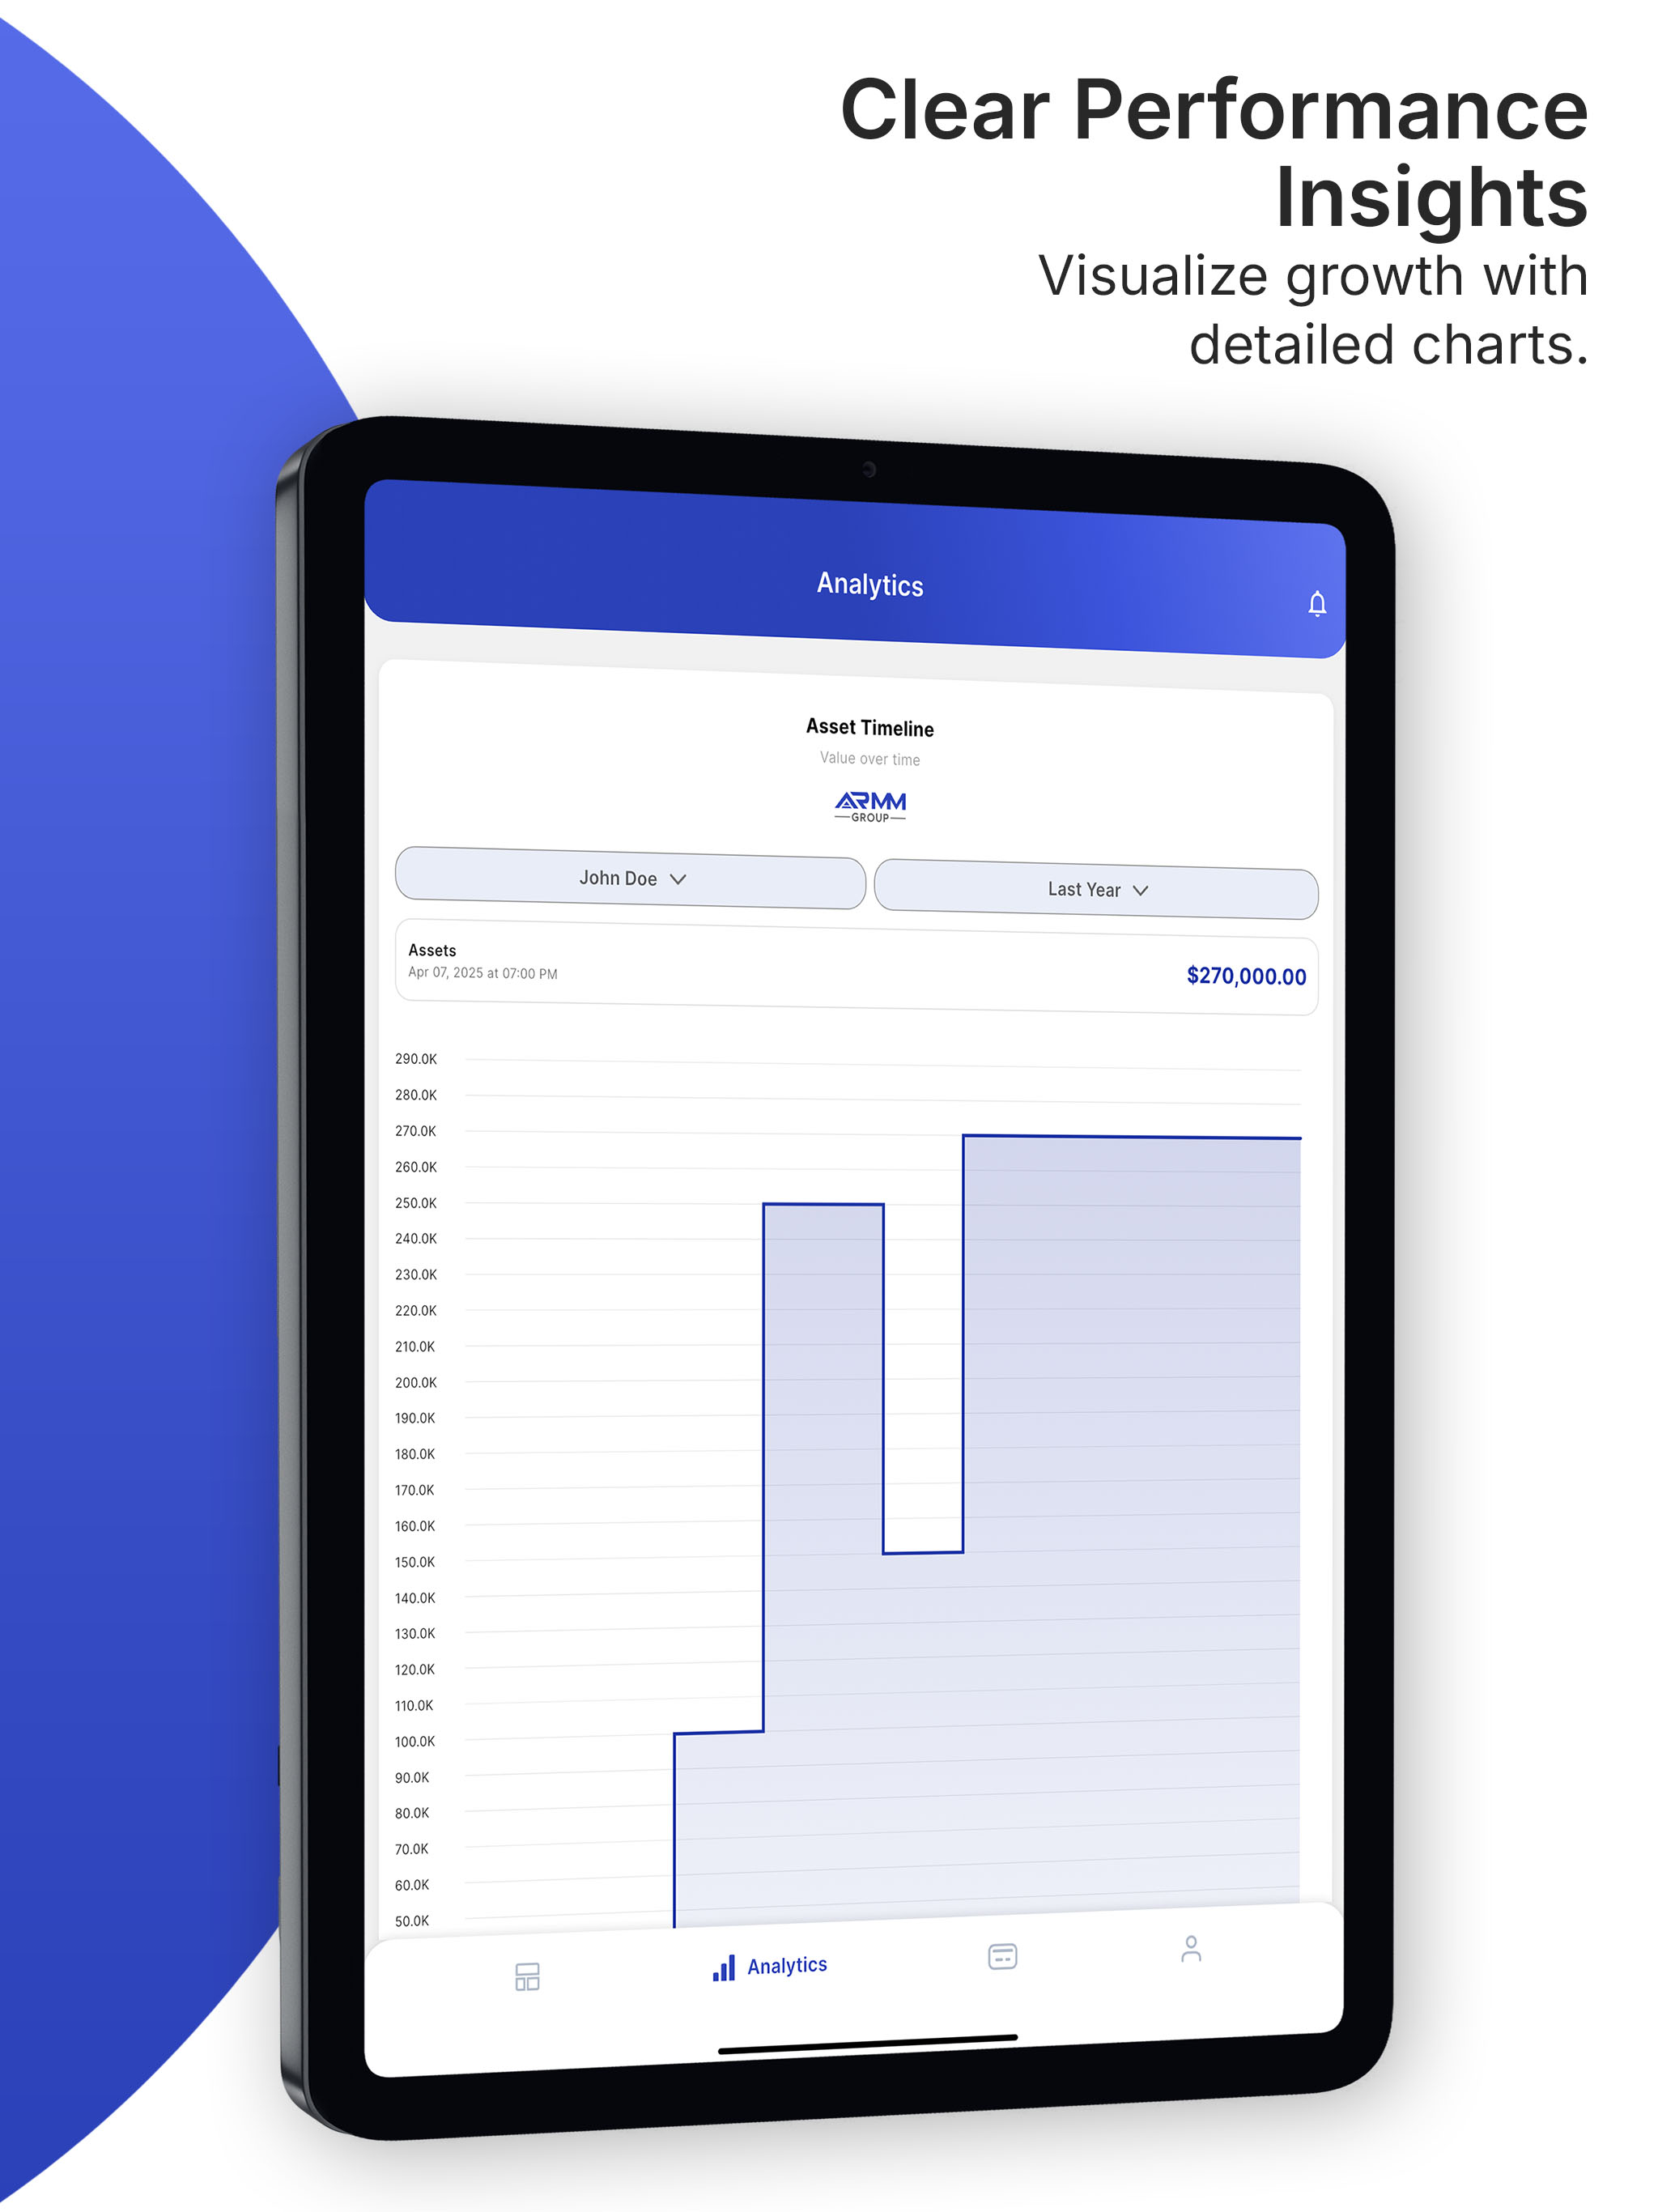 Clear Performance
Insights
Visualize growth with
detailed charts.
Analytics
Asset Timeline
Value over time
ARMM
GROUP
John Doe
Last Year
Assets
Apr 07, 2025 at 07:00 PM
$270,000.00
290.0K
280.0K
270.0K
260.0K
250.0K
240.0K
230.0K
220.0K
210.0K
200.0K
190.0K
180.0K
170.0K
160.0K
150.0K
140.0K
130.0K
120.0K
110.0K
100.0K
90.0K
80.0K
70.0K
60.0K
50.0K
Analytics